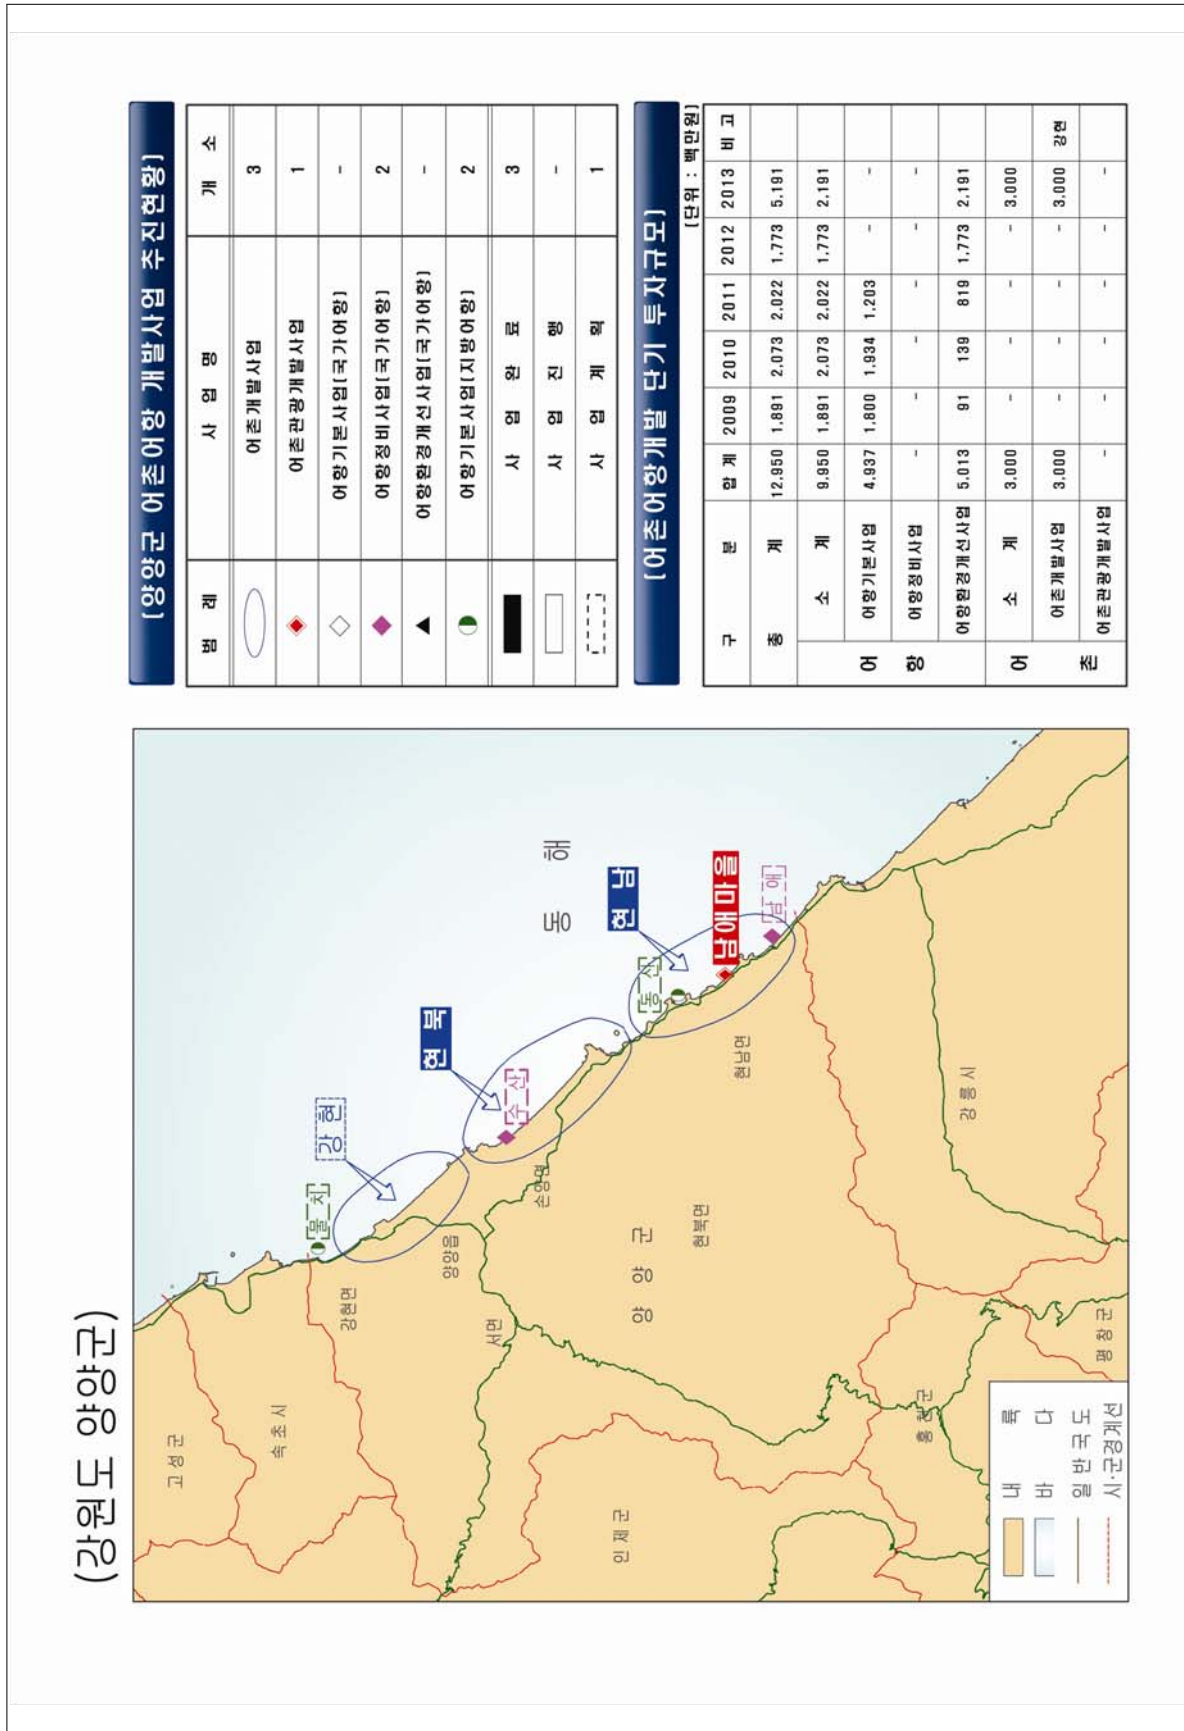 (강원도 양양군)
고성군
속초시
인제군
강현면
양양읍
서면
손양면
양 양 군
현북면
현남면
강릉시
홍천군
평창군
동 해
물 치
강 현
현 북
수 산
동 산
현 남
남애마을
남 애
내 륙
바 다
일반국도
시·군경계선
[양양군 어촌어항 개발사업 추진현황]
범 례 사 업 명 개 소
어촌개발사업 3
어촌관광개발사업 1
어항기본사업(국가어항) -
어항정비사업(국가어항) 2
어항환경개선사업(국가어항) -
어항기본사업(지방어항) 2
사 업 완 료 3
사 업 진 행 -
사 업 계 획 1
[어촌어항개발 단기 투자규모]
[단위 : 백만원]
구 분 합 계 2009 2010 2011 2012 2013 비 고
총 계 12.950 1.891 2.073 2.022 1.773 5.191
어 항 소 계 9.950 1.891 2.073 2.022 1.773 2.191
어항기본사업 4.937 1.800 1.934 1.203 - -
어항정비사업 - - - - - -
어항환경개선사업 5.013 91 139 819 1.773 2.191
어 촌 소 계 3.000 - - - - 3.000
어촌개발사업 3.000 - - - - 3.000 강현
어촌관광개발사업 - - - - - -